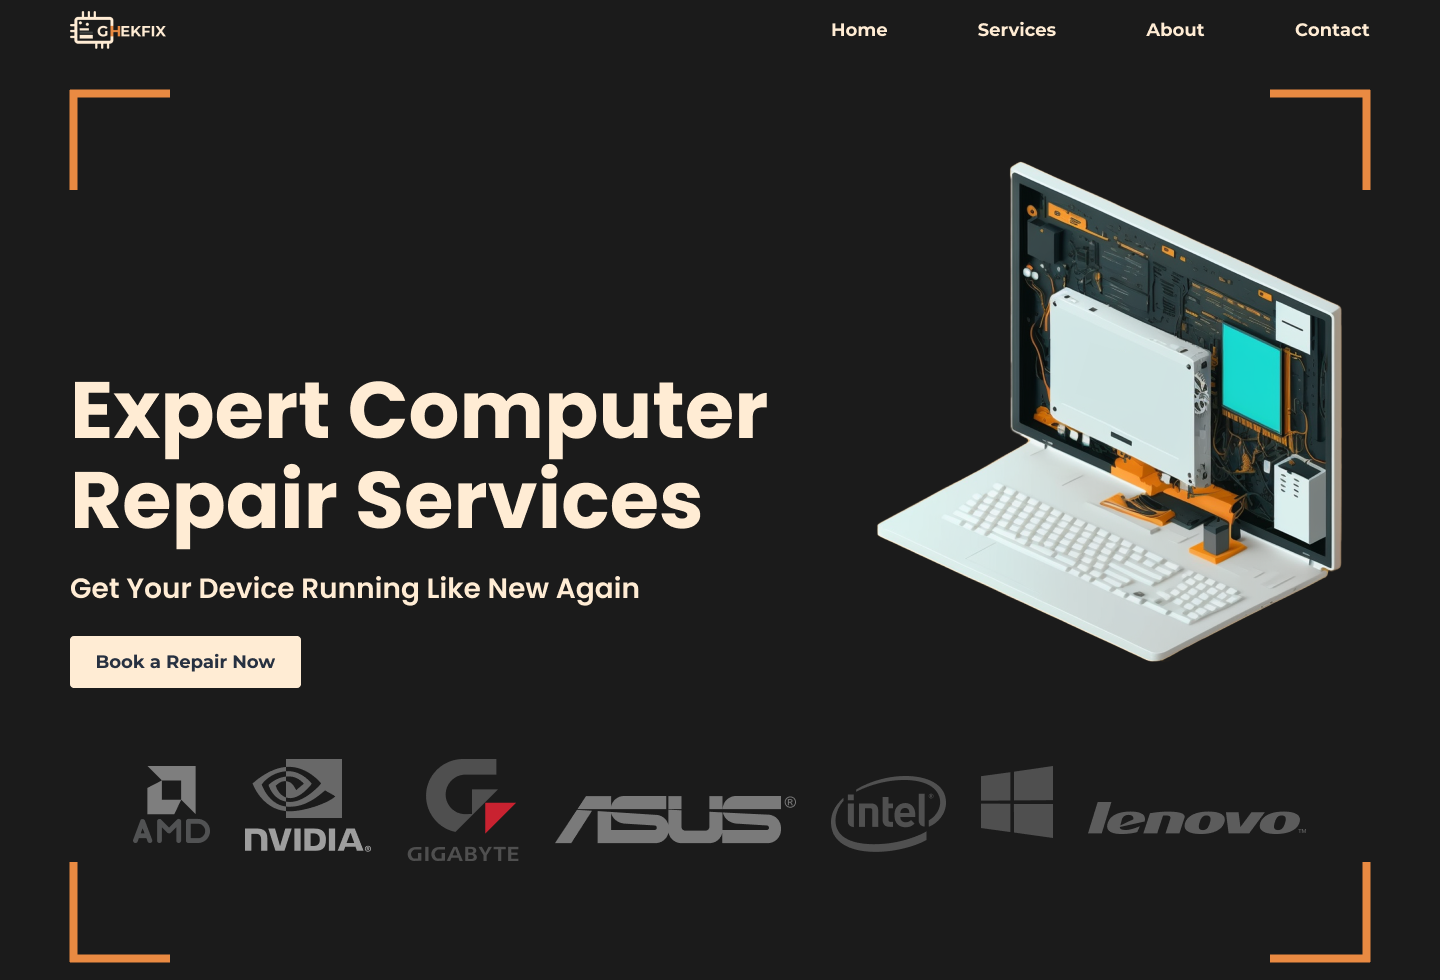 GHEKFIX
Home Services About Contact
Expert Computer
Repair Services
Get Your Device Running Like New Again
Book a Repair Now
AMD NVIDIA® GIGABYTE ASUS® intel® lenovo™